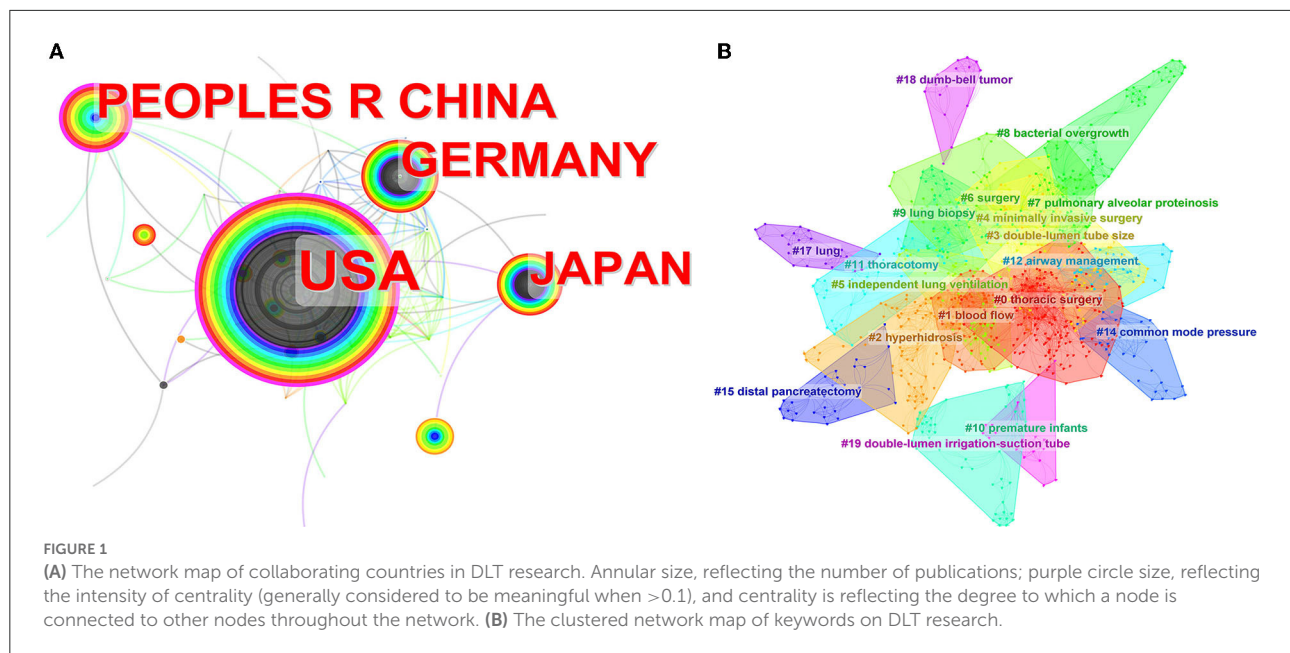 A
PEOPLES R CHINA
GERMANY
USA
JAPAN
B
#18 dumb-bell tumor
#8 bacterial overgrowth
#6 surgery
#7 pulmonary alveolar proteinosis
#9 lung biopsy
#4 minimally invasive surgery
#3 double-lumen tube size
#17 lung
#11 thoracotomy
#12 airway management
#5 independent lung ventilation
#0 thoracic surgery
#1 blood flow
#14 common mode pressure
#2 hyperhidrosis
#15 distal pancreatectomy
#10 premature infants
#19 double-lumen irrigation-suction tube
FIGURE 1
(A) The network map of collaborating countries in DLT research. Annular size, reflecting the number of publications; purple circle size, reflecting
the intensity of centrality (generally considered to be meaningful when >0.1), and centrality is reflecting the degree to which a node is
connected to other nodes throughout the network. (B) The clustered network map of keywords on DLT research.